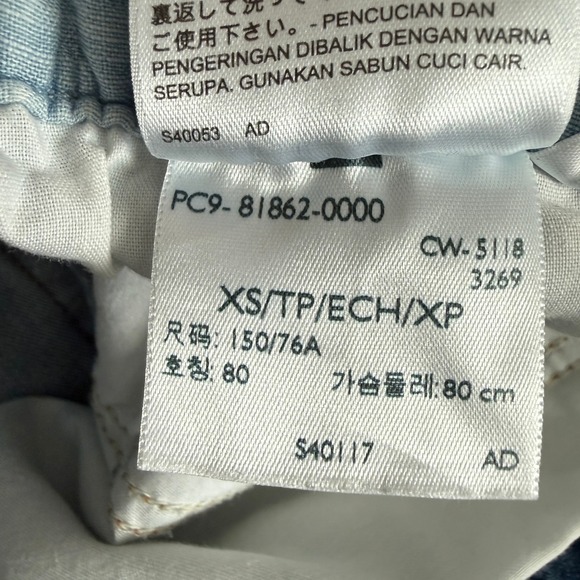 裏返して洗って
ご使用下さい。- PENCUCIAN DAN
PENGERINGAN DIBALIK DENGAN WARNA
SERUPA. GUNAKAN SABUN CUCI CAIR.
S40053 AD
PC9- 81862-0000
CW- 5118
3269
XS/TP/ECH/XP
尺码: 150/76A
호칭: 80 가슴둘레: 80 cm
S40117 AD